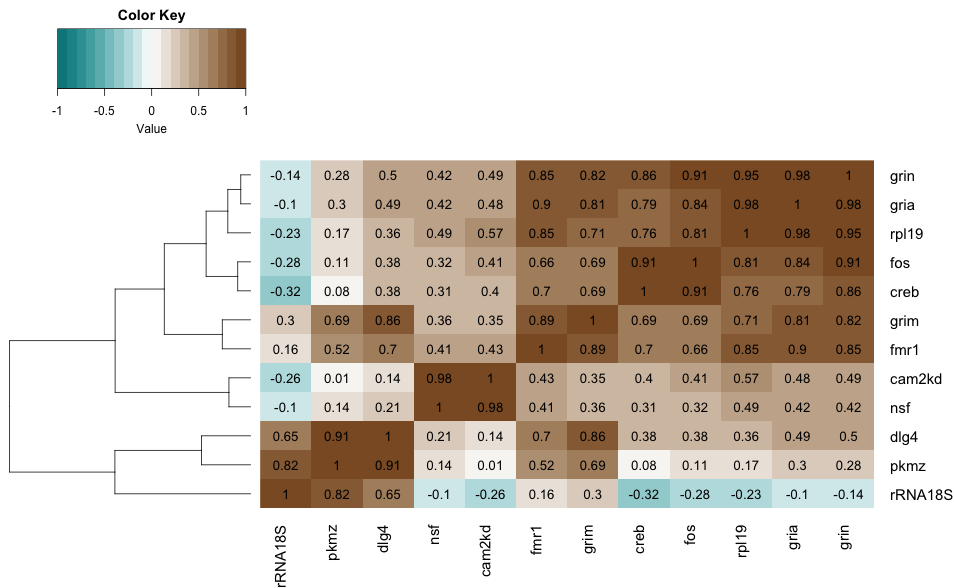 Color Key
-1 -0.5 0 0.5 1
Value
-0.14 0.28 0.5 0.42 0.49 0.85 0.82 0.86 0.91 0.95 0.98 1 grin
-0.1 0.3 0.49 0.42 0.48 0.9 0.81 0.79 0.84 0.98 1 0.98 gria
-0.23 0.17 0.36 0.49 0.57 0.85 0.71 0.76 0.81 1 0.98 0.95 rpl19
-0.28 0.11 0.38 0.32 0.41 0.66 0.69 0.91 1 0.81 0.84 0.91 fos
-0.32 0.08 0.38 0.31 0.4 0.7 0.69 1 0.91 0.76 0.79 0.86 creb
0.3 0.69 0.86 0.36 0.35 0.89 1 0.69 0.69 0.71 0.81 0.82 grim
0.16 0.52 0.7 0.41 0.43 1 0.89 0.7 0.66 0.85 0.9 0.85 fmr1
-0.26 0.01 0.14 0.98 1 0.43 0.35 0.4 0.41 0.57 0.48 0.49 cam2kd
-0.1 0.14 0.21 1 0.98 0.41 0.36 0.31 0.32 0.49 0.42 0.42 nsf
0.65 0.91 1 0.21 0.14 0.7 0.86 0.38 0.38 0.36 0.49 0.5 dlg4
0.82 1 0.91 0.14 0.01 0.52 0.69 0.08 0.11 0.17 0.3 0.28 pkmz
1 0.82 0.65 -0.1 -0.26 0.16 0.3 -0.32 -0.28 -0.23 -0.1 -0.14 rRNA18S
rRNA18S pkmz dlg4 nsf cam2kd fmr1 grim creb fos rpl19 gria grin